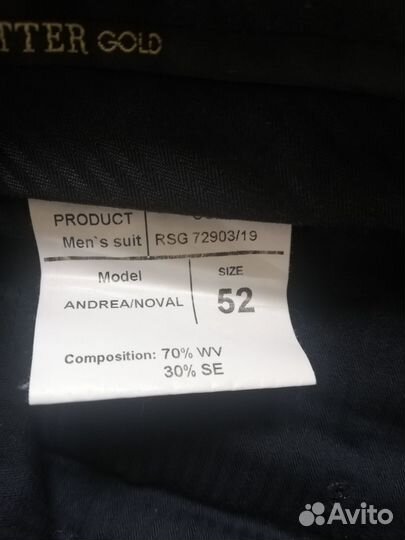 TTER GOLD
PRODUCT
Men`s suit RSG 72903/19
Model SIZE
ANDREA/NOVAL 52
Composition: 70% WV
30% SE
Avito